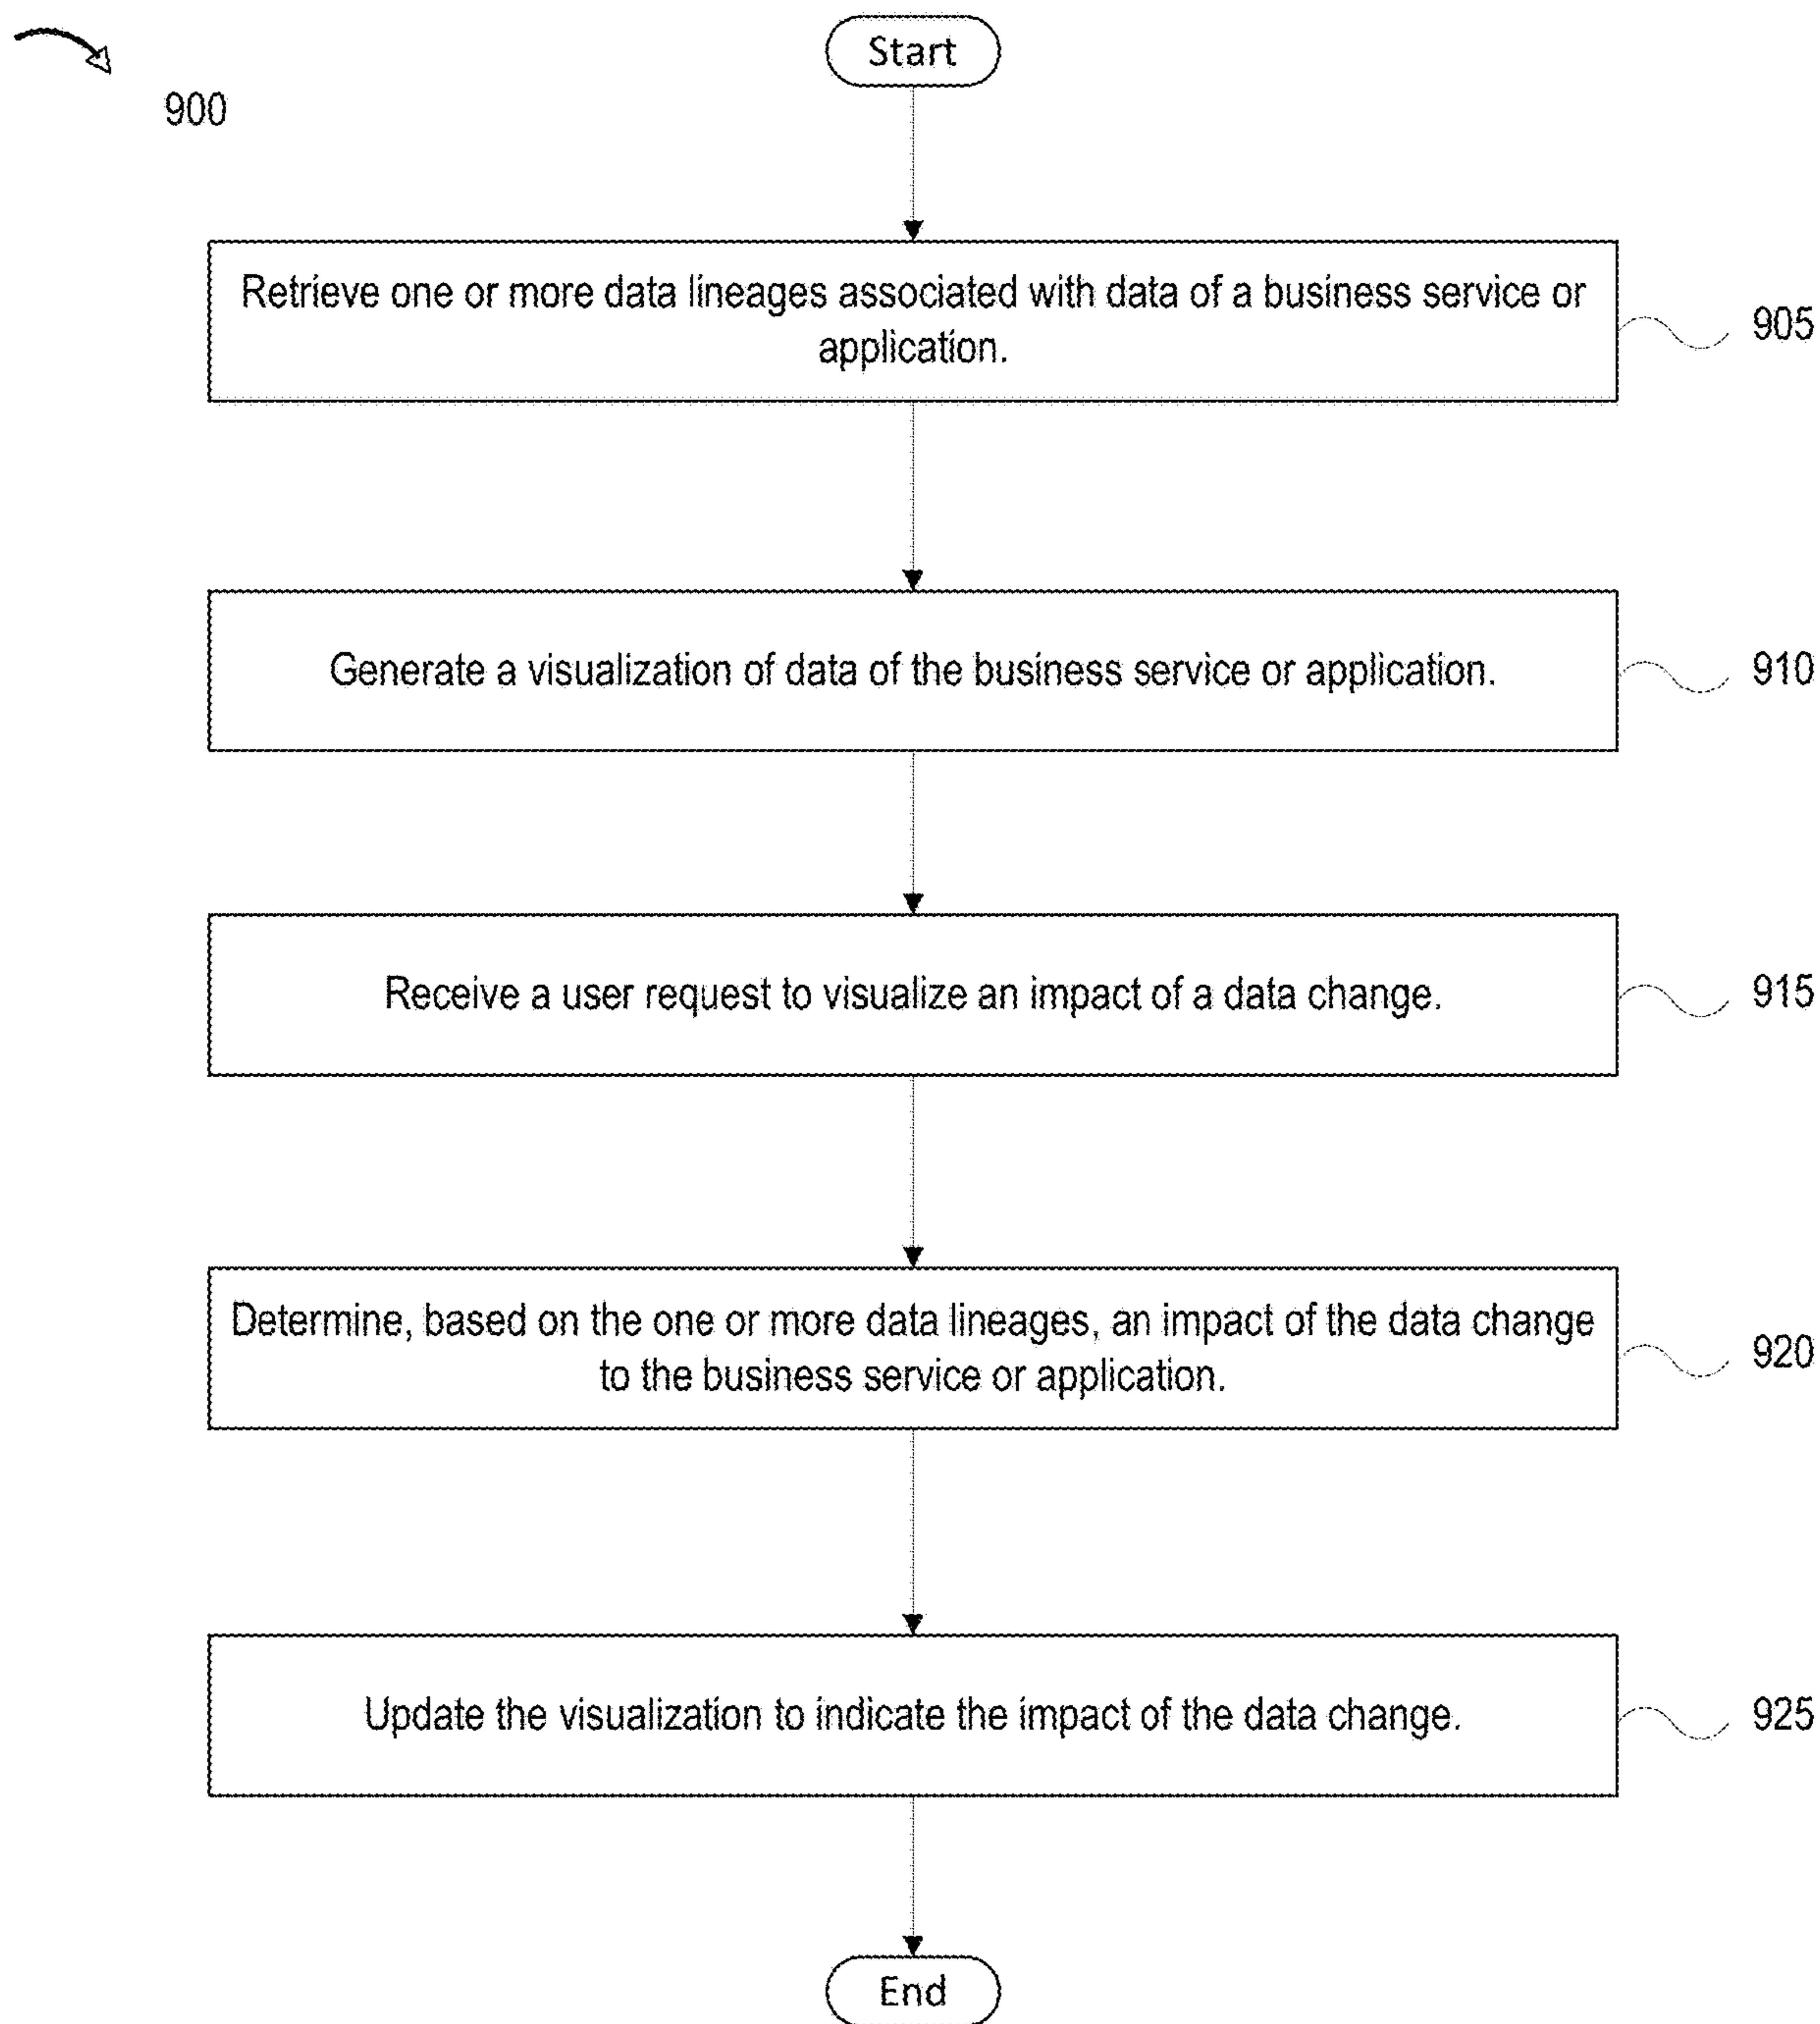 Start
900
Retrieve one or more data lineages associated with data of a business service or
application.
905
Generate a visualization of data of the business service or application.
910
Receive a user request to visualize an impact of a data change.
915
Determine, based on the one or more data lineages, an impact of the data change
to the business service or application.
920
Update the visualization to indicate the impact of the data change.
925
End